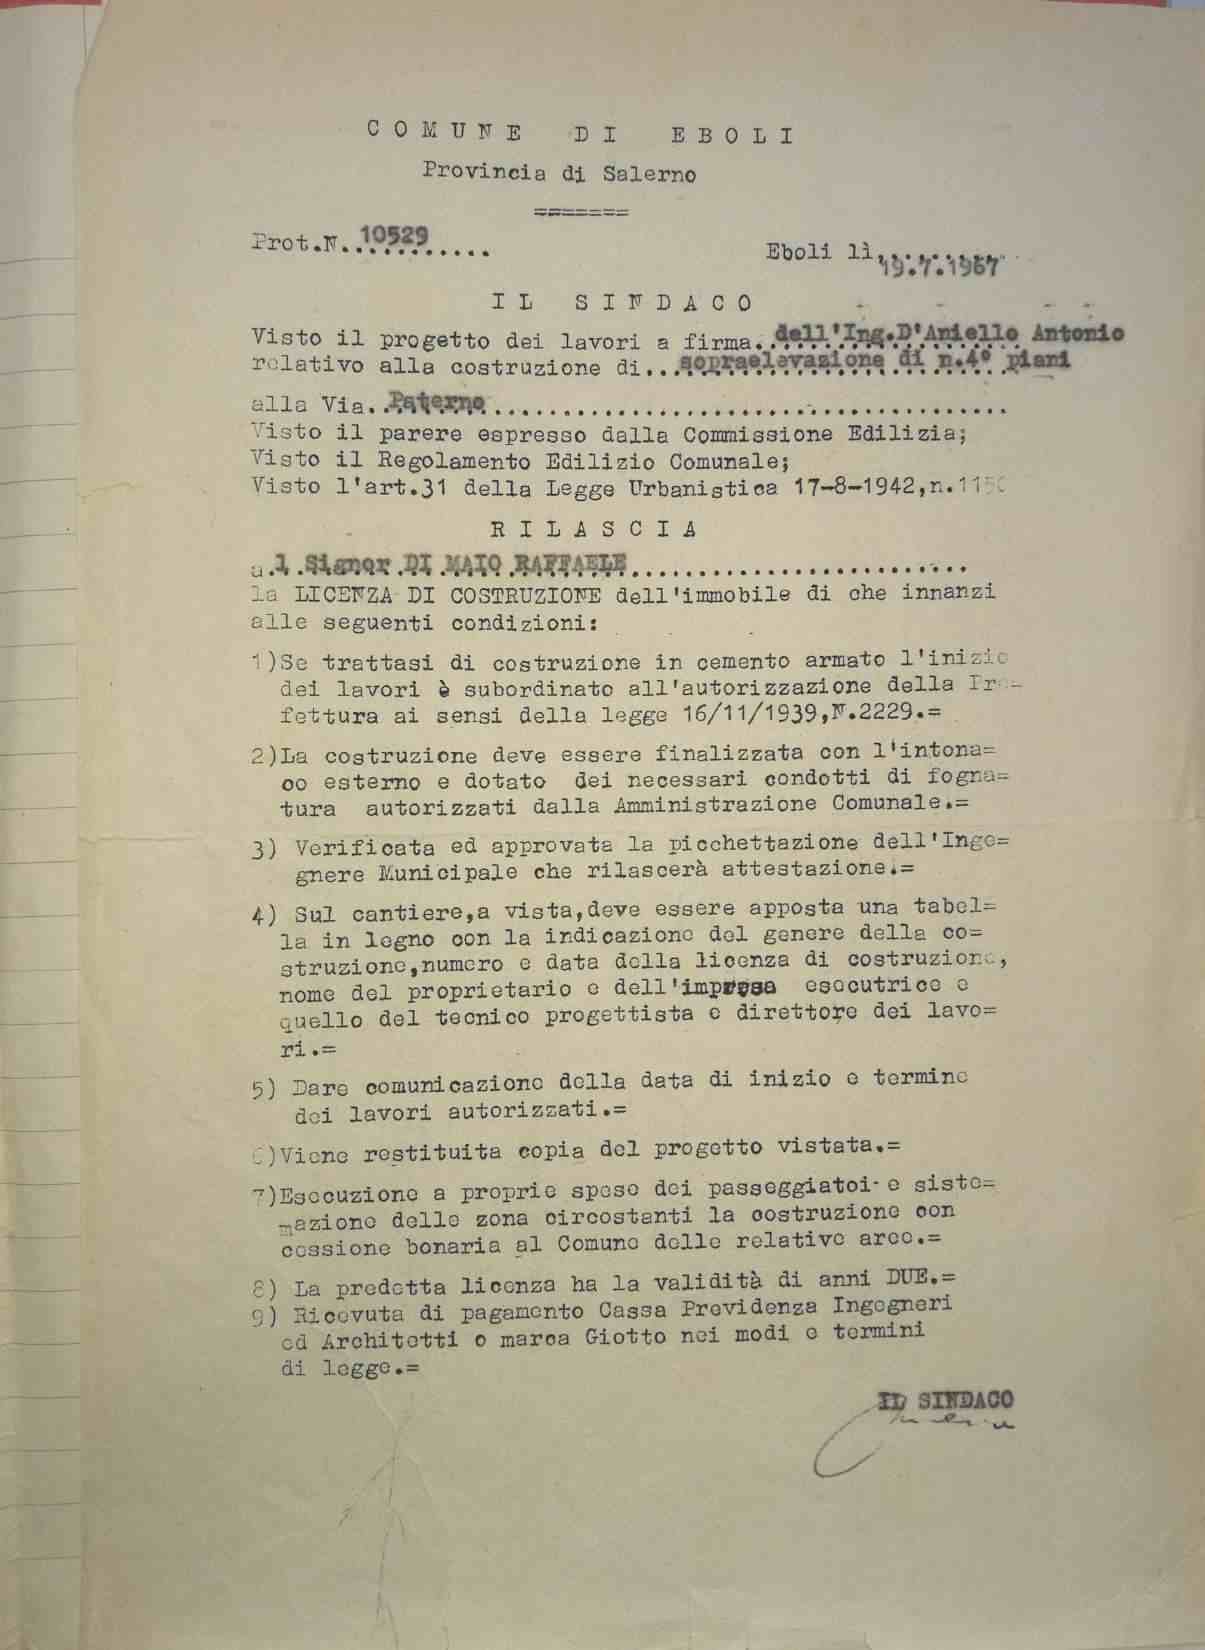 COMUNE DI EBOLI
Provincia di Salerno
=======
Prot.N. 10529
Eboli lì, 19.7.1967
IL SINDACO
Visto il progetto dei lavori a firma dell'Ing.D'Aniello Antonio
relativo alla costruzione di sopraelevazione di n.4° piani
alla Via Paterno
Visto il parere espresso dalla Commissione Edilizia;
Visto il Regolamento Edilizio Comunale;
Visto l'art.31 della Legge Urbanistica 17-8-1942,n.1150
RILASCIA
a l Signor DI MAIO RAFFAELE
la LICENZA DI COSTRUZIONE dell'immobile di che innanzi
alle seguenti condizioni:
1)Se trattasi di costruzione in cemento armato l'inizio
dei lavori è subordinato all'autorizzazione della Pre-
fettura ai sensi della legge 16/11/1939,N.2229.=
2)La costruzione deve essere finalizzata con l'intona=
co esterno e dotato dei necessari condotti di fogna=
tura autorizzati dalla Amministrazione Comunale.=
3) Verificata ed approvata la picchettazione dell'Inge=
gnere Municipale che rilascerà attestazione.=
4) Sul cantiere,a vista,deve essere apposta una tabel=
la in legno con la indicazione del genere della co=
struzione,numero e data della licenza di costruzione,
nome del proprietario e dell'impresa esecutrice e
quello del tecnico progettista e direttore dei lavo=
ri.=
5) Dare comunicazione della data di inizio e termine
dei lavori autorizzati.=
6)Viene restituita copia del progetto vistata.=
7)Esecuzione a proprie spese dei passeggiatoi- e siste=
mazione delle zona circostanti la costruzione con
cessione bonaria al Comune delle relative aree.=
8) La predetta licenza ha la validità di anni DUE.=
9) Ricevuta di pagamento Cassa Previdenza Ingegneri
ed Architetti o marca Giotto nei modi e termini
di legge.=
IL SINDACO